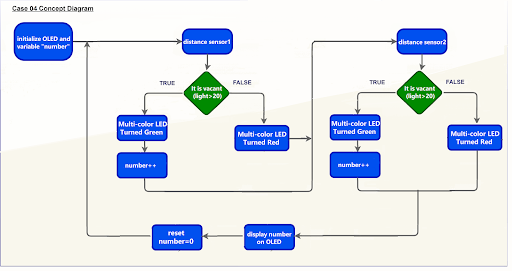 Case 04 Concept Diagram
initialize OLED and
variable "number"
distance sensor1
It is vacant
(light>20)
TRUE
FALSE
Multi-color LED
Turned Green
Multi-color LED
Turned Red
number++
distance sensor2
It is vacant
(light>20)
TRUE
FALSE
Multi-color LED
Turned Green
Multi-color LED
Turned Red
number++
display number
on OLED
reset
number=0